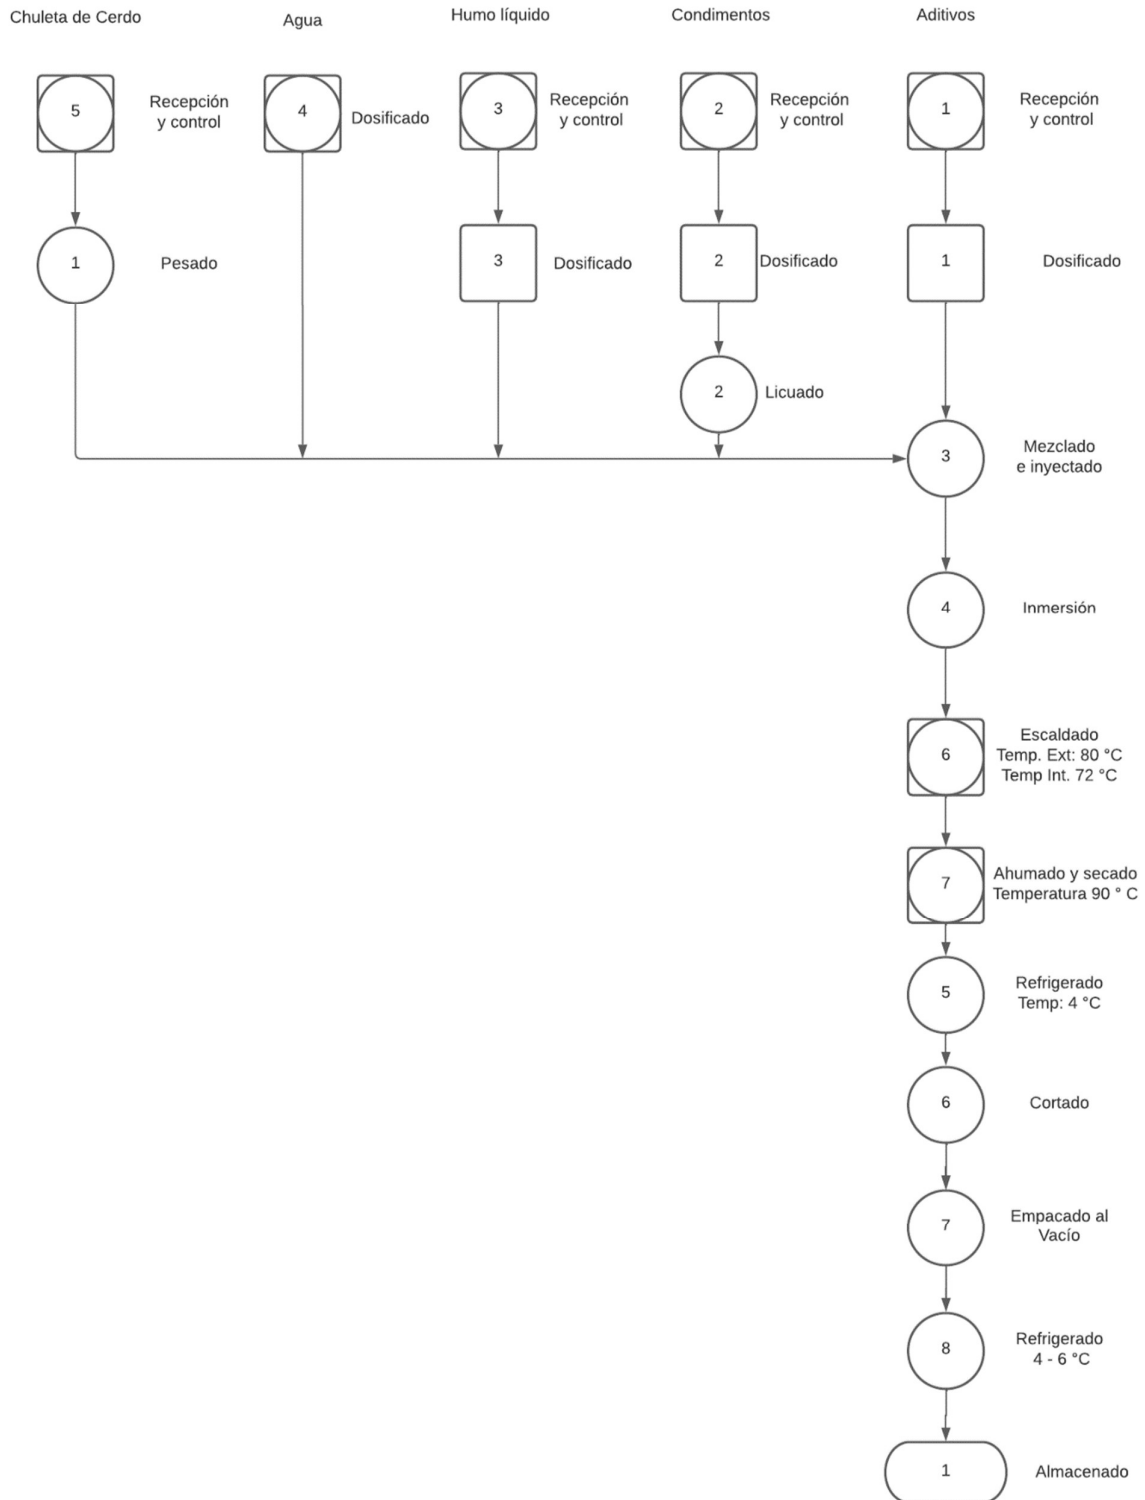 Chuleta de Cerdo
Agua
Humo líquido
Condimentos
Aditivos
5
Recepción
y control
4
Dosificado
3
Recepción
y control
2
Recepción
y control
1
Recepción
y control
1
Pesado
3
Dosificado
2
Dosificado
1
Dosificado
2
Licuado
3
Mezclado
e inyectado
4
Inmersión
6
Escaldado
Temp. Ext: 80 °C
Temp Int. 72 °C
7
Ahumado y secado
Temperatura 90 ° C
5
Refrigerado
Temp: 4 °C
6
Cortado
7
Empacado al
Vacío
8
Refrigerado
4 - 6 °C
1
Almacenado